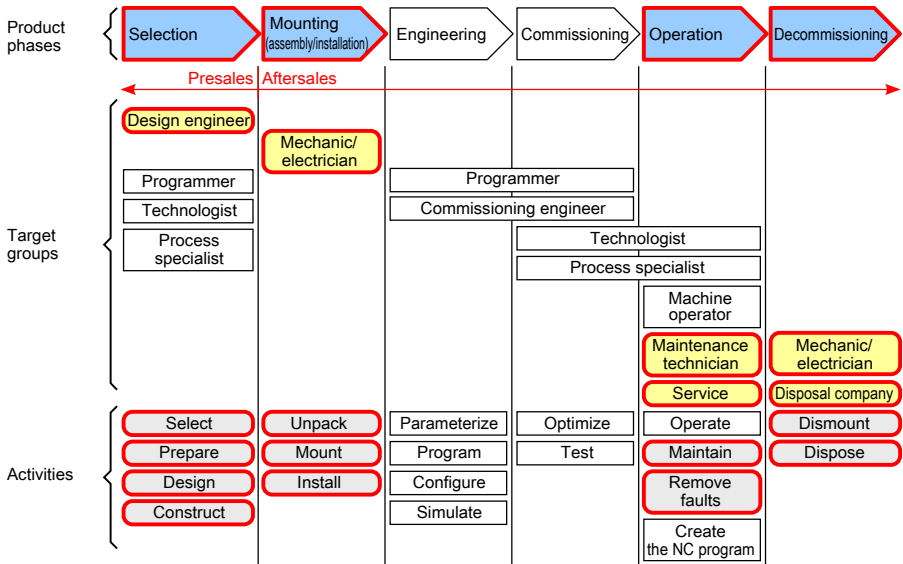 Product
phases
Selection
Mounting
(assembly/installation)
Engineering
Commissioning
Operation
Decommissioning
Presales
Aftersales
Target
groups
Design engineer
Mechanic/
electrician
Programmer
Programmer
Technologist
Commissioning engineer
Process
specialist
Technologist
Process specialist
Machine
operator
Maintenance
technician
Mechanic/
electrician
Service
Disposal company
Activities
Select
Unpack
Parameterize
Optimize
Operate
Dismount
Prepare
Mount
Program
Test
Maintain
Dispose
Design
Install
Configure
Remove
faults
Construct
Simulate
Create
the NC program